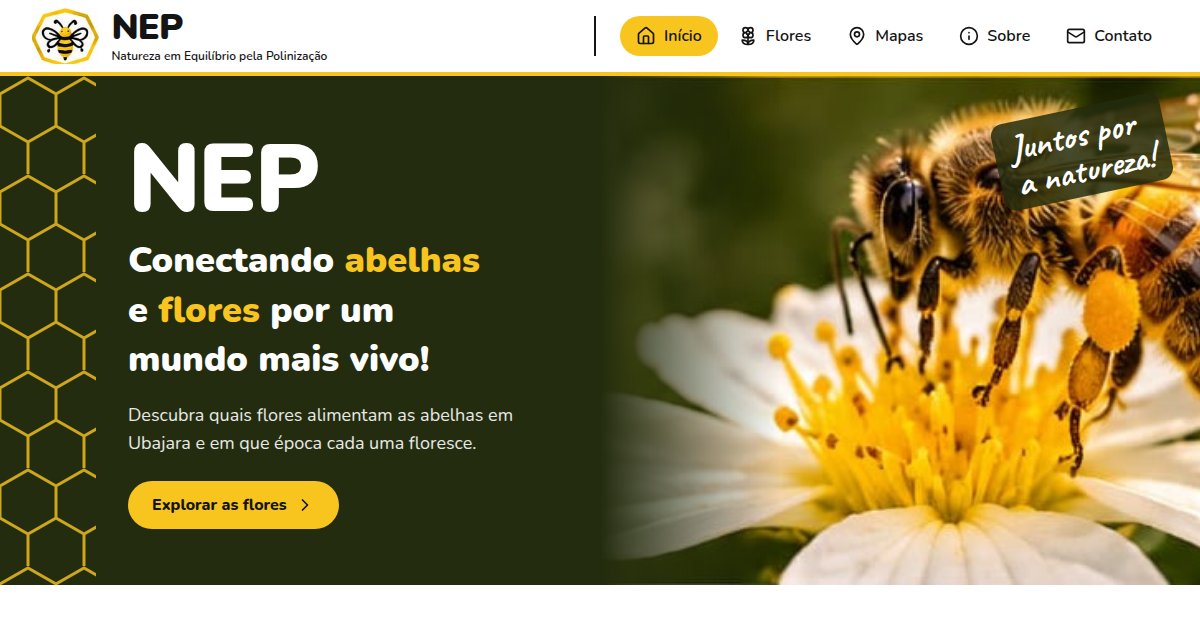 NEP
Natureza em Equilíbrio pela Polinização
Início
Flores
Mapas
Sobre
Contato
NEP
Conectando abelhas
e flores por um
mundo mais vivo!
Descubra quais flores alimentam as abelhas em
Ubajara e em que época cada uma floresce.
Explorar as flores
Juntos por
a natureza!